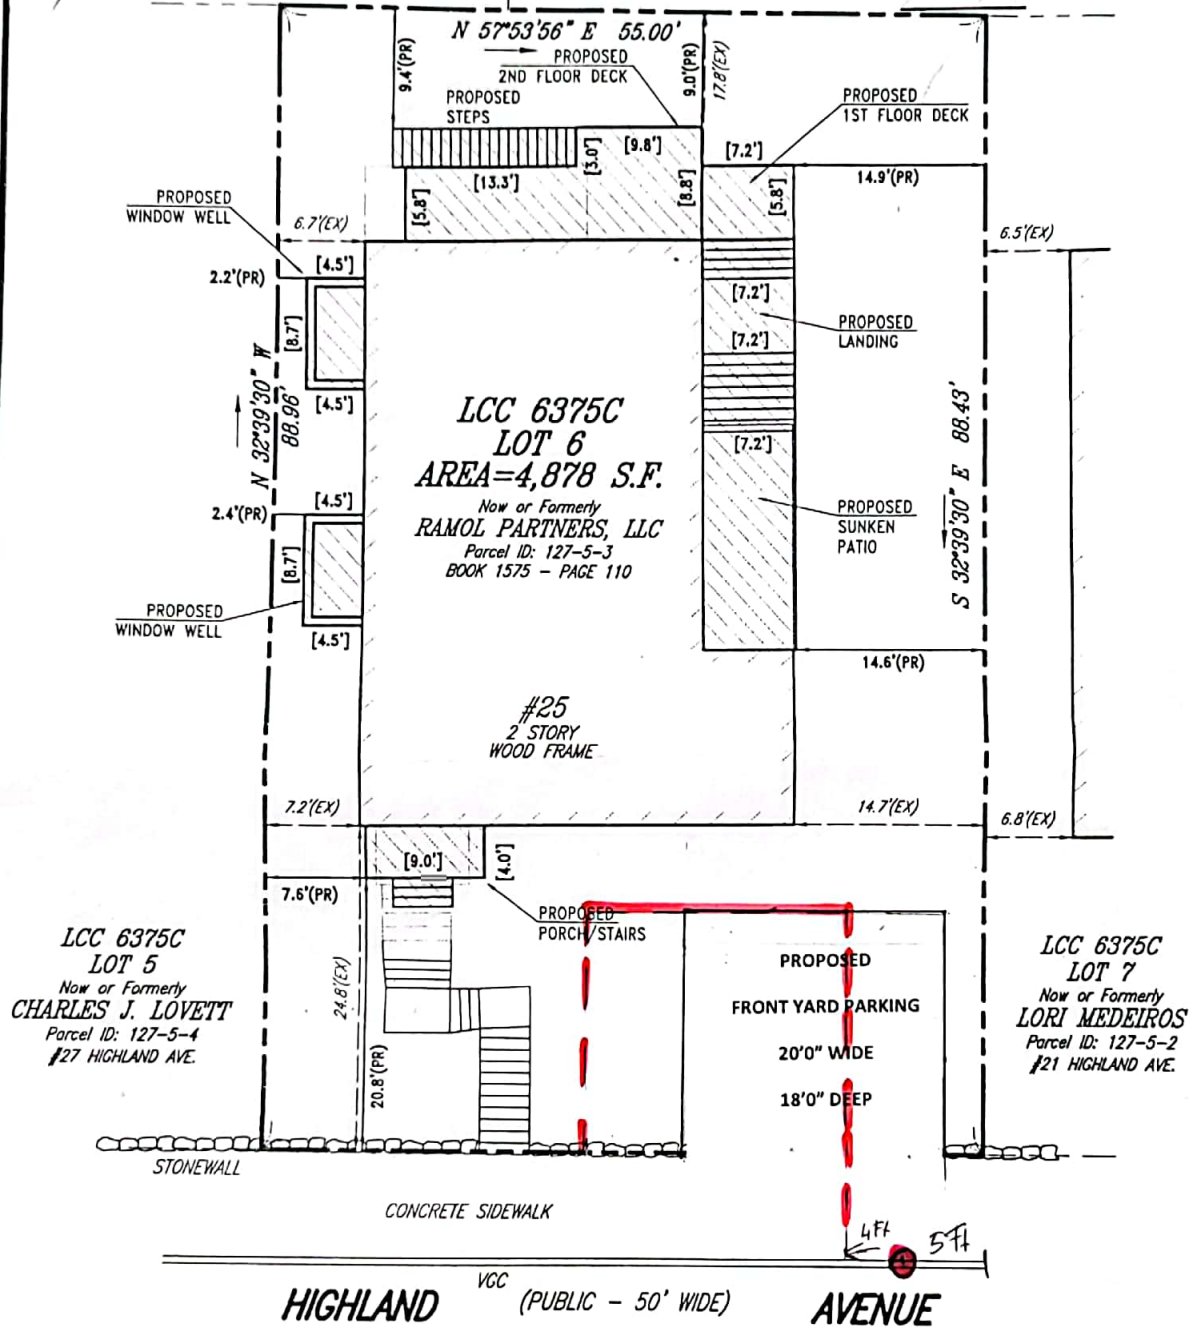 N 57°53'56" E 55.00'
9.4'(PR)
PROPOSED
2ND FLOOR DECK
9.0'(PR)
17.8'(EX)
PROPOSED
STEPS
PROPOSED
1ST FLOOR DECK
[9.8']
[3.0']
[7.2']
[13.3']
[5.8']
[8.8']
[5.8']
14.9'(PR)
PROPOSED
WINDOW WELL
6.7'(EX)
6.5'(EX)
[4.5']
2.2'(PR)
[7.2']
[8.7']
PROPOSED
LANDING
[7.2']
N 32°39'30" W
88.96'
[4.5']
LCC 6375C
LOT 6
AREA=4,878 S.F.
Now or Formerly
RAMOL PARTNERS, LLC
Parcel ID: 127-5-3
BOOK 1575 - PAGE 110
[7.2']
S 32°39'30" E 88.43'
[4.5']
2.4'(PR)
PROPOSED
SUNKEN
PATIO
[8.7']
PROPOSED
WINDOW WELL
[4.5']
14.6'(PR)
#25
2 STORY
WOOD FRAME
7.2'(EX)
14.7'(EX)
6.8'(EX)
[9.0']
[4.0']
7.6'(PR)
PROPOSED
PORCH/STAIRS
LCC 6375C
LOT 5
Now or Formerly
CHARLES J. LOVETT
Parcel ID: 127-5-4
#27 HIGHLAND AVE.
24.8'(EX)
20.8'(PR)
PROPOSED
FRONT YARD PARKING
20'0" WIDE
18'0" DEEP
LCC 6375C
LOT 7
Now or Formerly
LORI MEDEIROS
Parcel ID: 127-5-2
#21 HIGHLAND AVE.
STONEWALL
CONCRETE SIDEWALK
4Ft
5Ft
VGC
HIGHLAND (PUBLIC - 50' WIDE) AVENUE